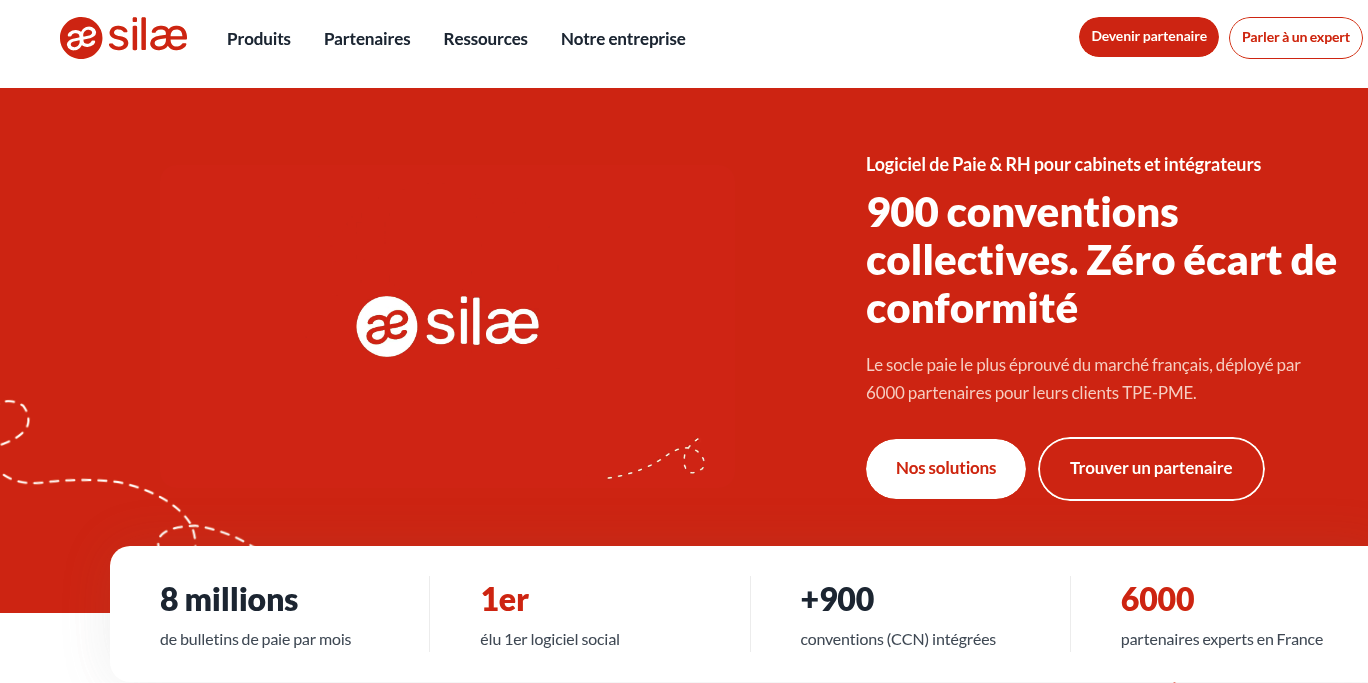 æ silæ
Produits
Partenaires
Ressources
Notre entreprise
Devenir partenaire
Parler à un expert
Logiciel de Paie & RH pour cabinets et intégrateurs
900 conventions
collectives. Zéro écart de
conformité
Le socle paie le plus éprouvé du marché français, déployé par
6000 partenaires pour leurs clients TPE-PME.
Nos solutions
Trouver un partenaire
æ silæ
8 millions
de bulletins de paie par mois
1er
élu 1er logiciel social
+900
conventions (CCN) intégrées
6000
partenaires experts en France